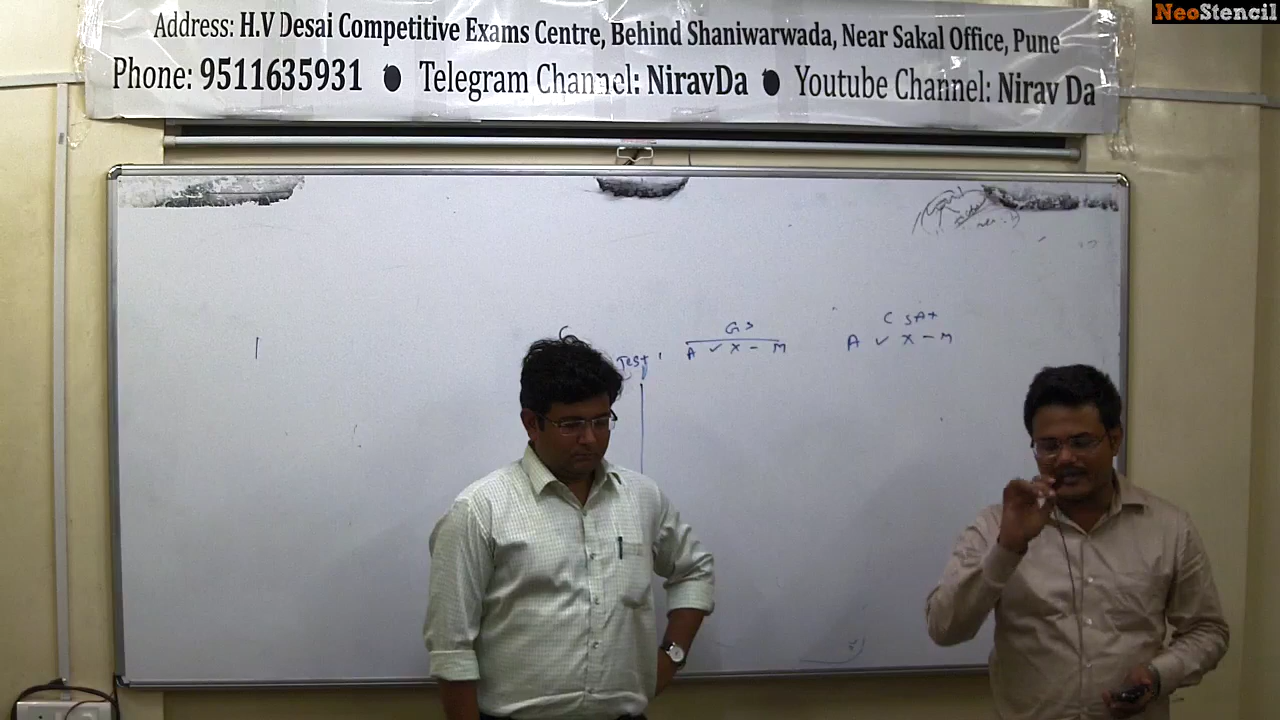 NeoStencil
Address: H.V Desai Competitive Exams Centre, Behind Shaniwarwada, Near Sakal Office, Pune
Phone: 9511635931 ● Telegram Channel: NiravDa ● Youtube Channel: Nirav Da
GS
CSAT
Test
A ✓ X – M
A ✓ X – M